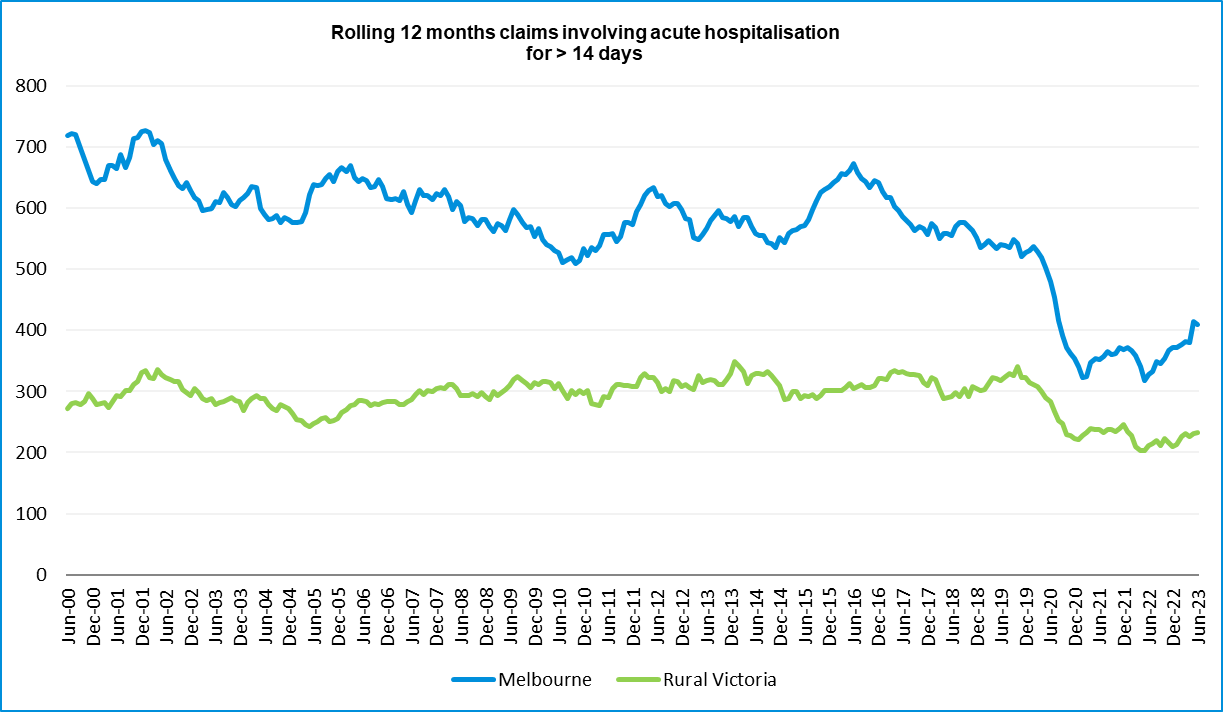 Rolling 12 months claims involving acute hospitalisation
for > 14 days
800
700
600
500
400
300
200
100
0
Jun-00
Dec-00
Jun-01
Dec-01
Jun-02
Dec-02
Jun-03
Dec-03
Jun-04
Dec-04
Jun-05
Dec-05
Jun-06
Dec-06
Jun-07
Dec-07
Jun-08
Dec-08
Jun-09
Dec-09
Jun-10
Dec-10
Jun-11
Dec-11
Jun-12
Dec-12
Jun-13
Dec-13
Jun-14
Dec-14
Jun-15
Dec-15
Jun-16
Dec-16
Jun-17
Dec-17
Jun-18
Dec-18
Jun-19
Dec-19
Jun-20
Dec-20
Jun-21
Dec-21
Jun-22
Dec-22
Jun-23
Melbourne
Rural Victoria